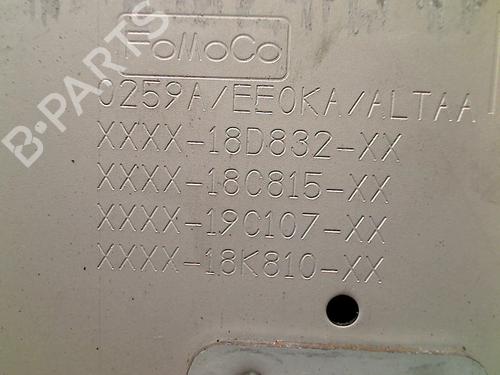 FoMoCo
0259A/EE0KA/ALTAA
XXXX-18D832-XX
XXXX-18C815-XX
XXXX-19C107-XX
XXXX-18K810-XX
B-PARTS